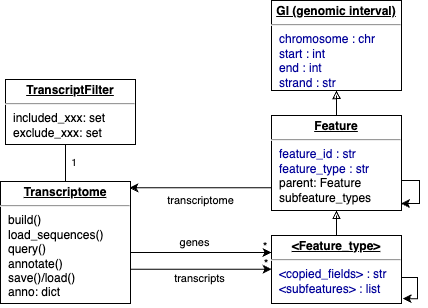 GI (genomic interval)
chromosome : chr
start : int
end : int
strand : str
TranscriptFilter
included_xxx: set
exclude_xxx: set
1
Feature
feature_id : str
feature_type : str
parent: Feature
subfeature_types
transcriptome
Transcriptome
build()
load_sequences()
query()
annotate()
save()/load()
anno: dict
genes
*
transcripts
*
<Feature_type>
<copied_fields> : str
<subfeatures> : list